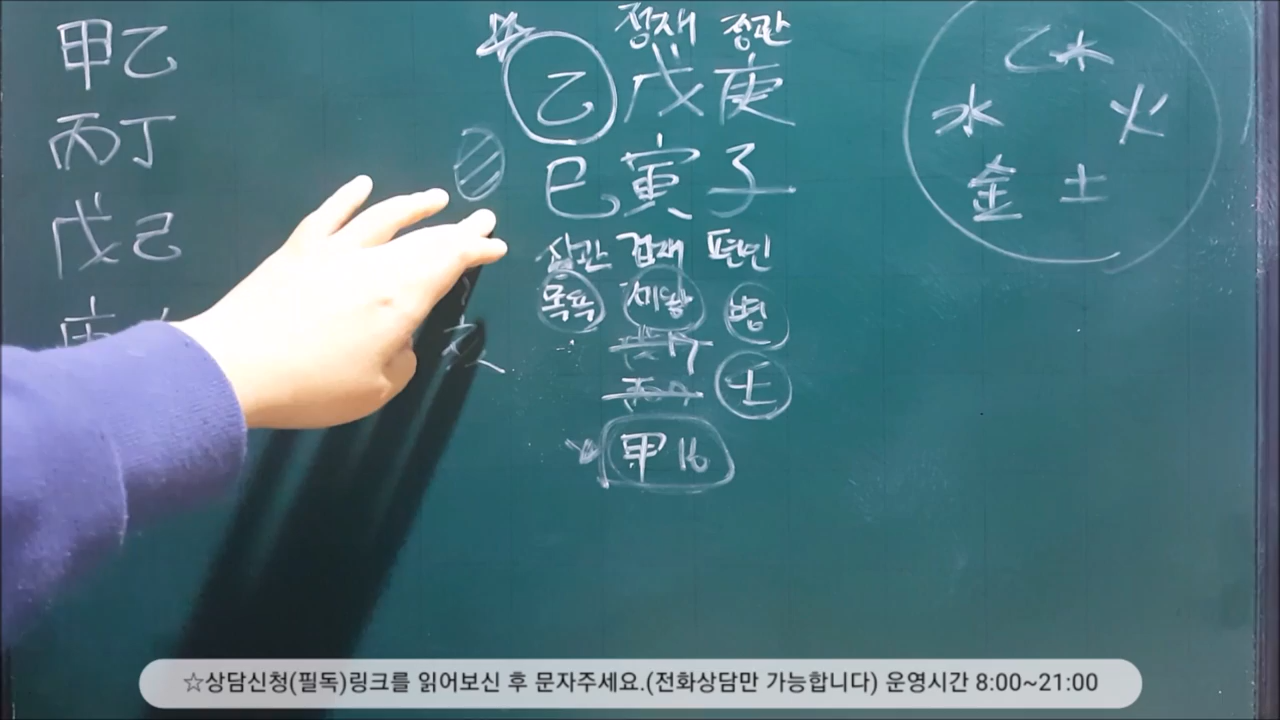 甲乙
丙丁
戊己
庚
정재 정관
乙戊庚
巳寅子
상관 겁재 편인
목욕 제왕 병
壬
甲 16
乙木
水 火
金 土
☆상담신청(필독)링크를 읽어보신 후 문자주세요.(전화상담만 가능합니다) 운영시간 8:00~21:00